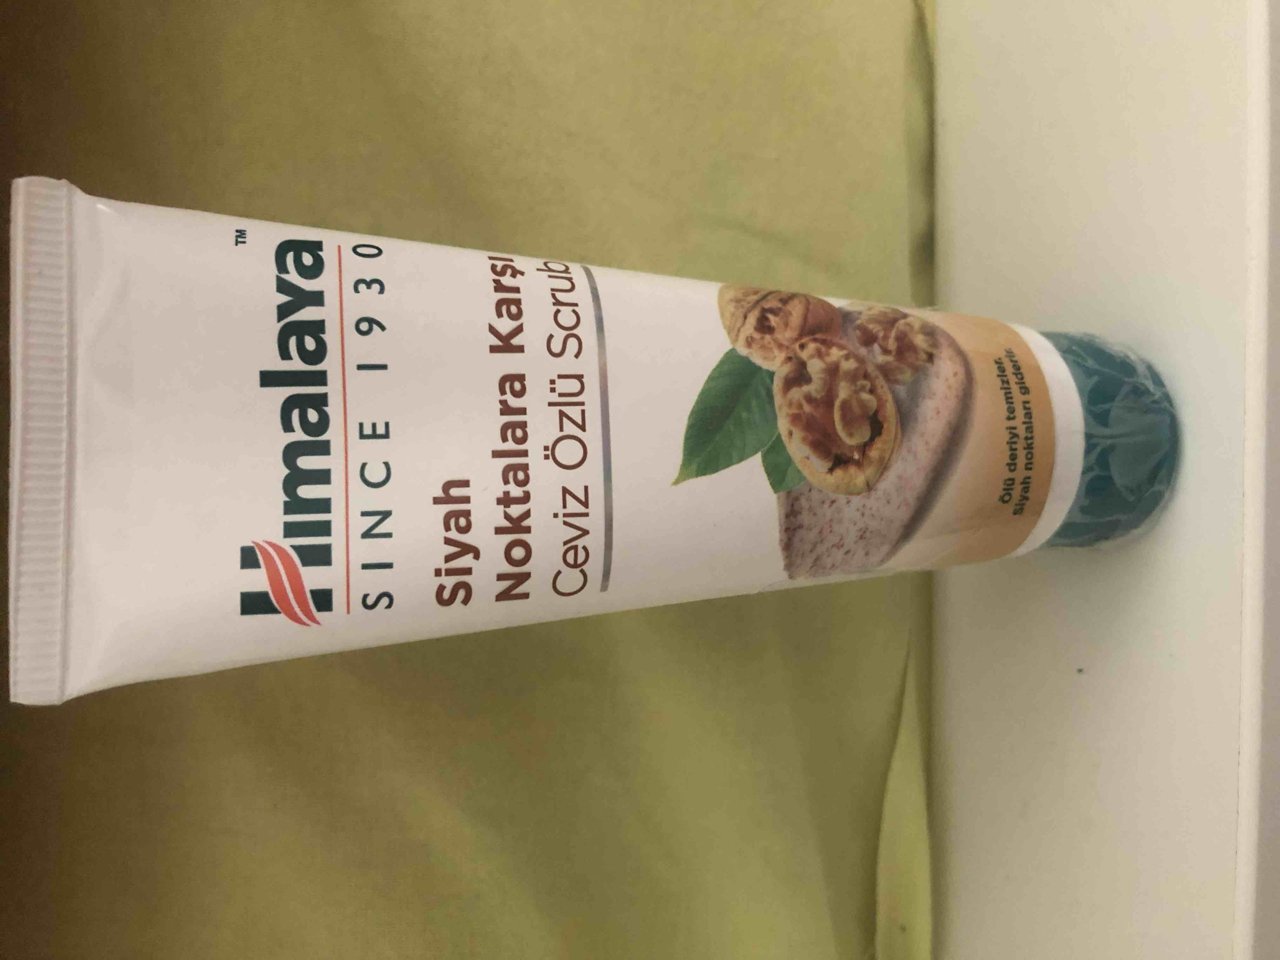 Himalaya™
SINCE 1930
Siyah
Noktalara Karşı
Ceviz Özlü Scrub
Ölü deriyi temizler.
Siyah noktaları giderir.